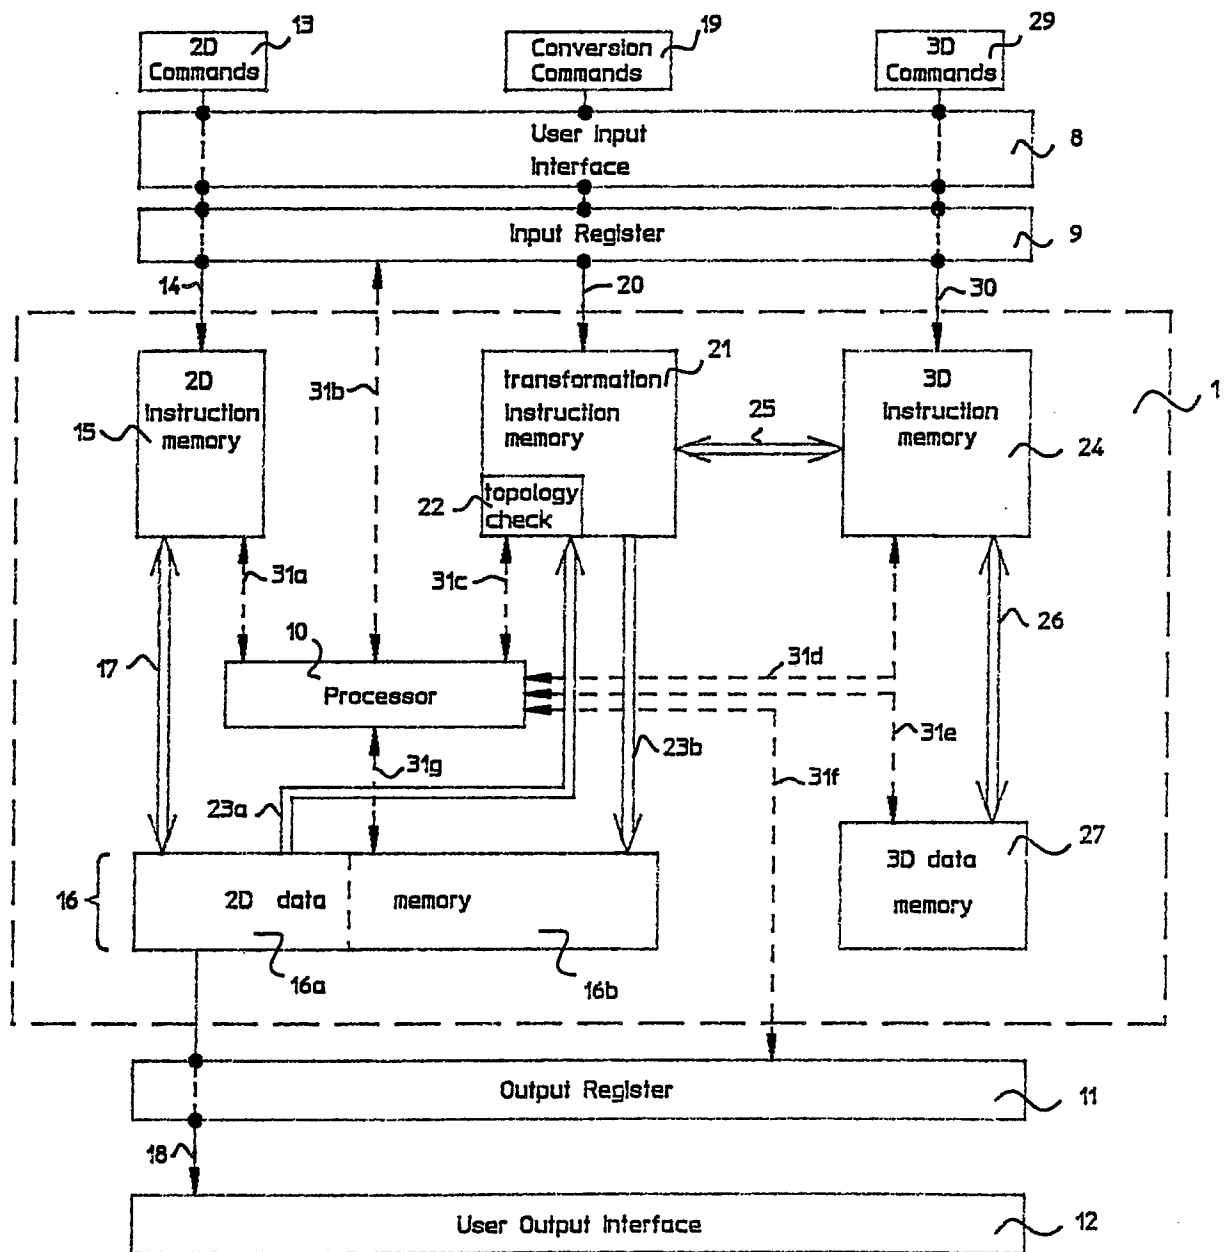 13
19
29
2D
Commands
Conversion
Commands
3D
Commands
User Input
Interface
8
Input Register
9
14
20
30
2D
instruction
memory
15
31b
transformation
instruction
memory
21
25
3D
instruction
memory
24
1
topology
check
22
31a
31c
10
17
Processor
31d
26
31e
31g
23b
31f
23a
16
2D data memory
3D data
memory
27
16a
16b
Output Register
11
18
User Output Interface
12